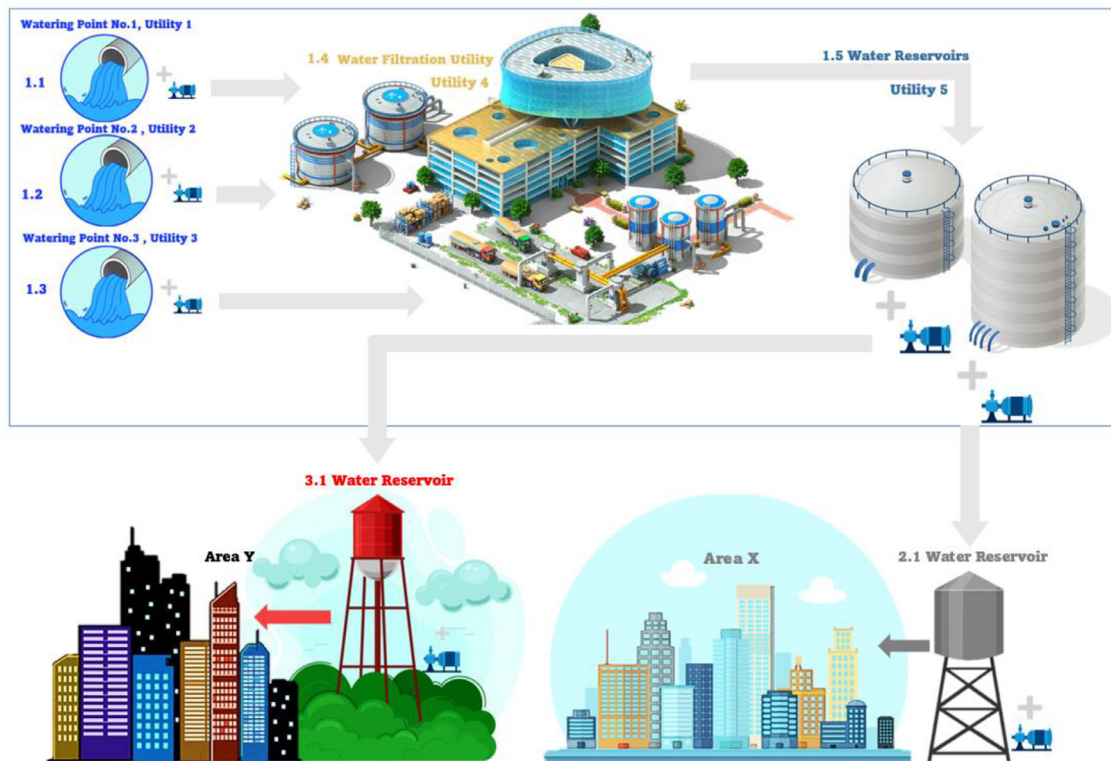 Watering Point No.1, Utility 1
1.1
Watering Point No.2 , Utility 2
1.2
Watering Point No.3 , Utility 3
1.3
1.4 Water Filtration Utility
Utility 4
1.5 Water Reservoirs
Utility 5
3.1 Water Reservoir
Area Y
Area X
2.1 Water Reservoir